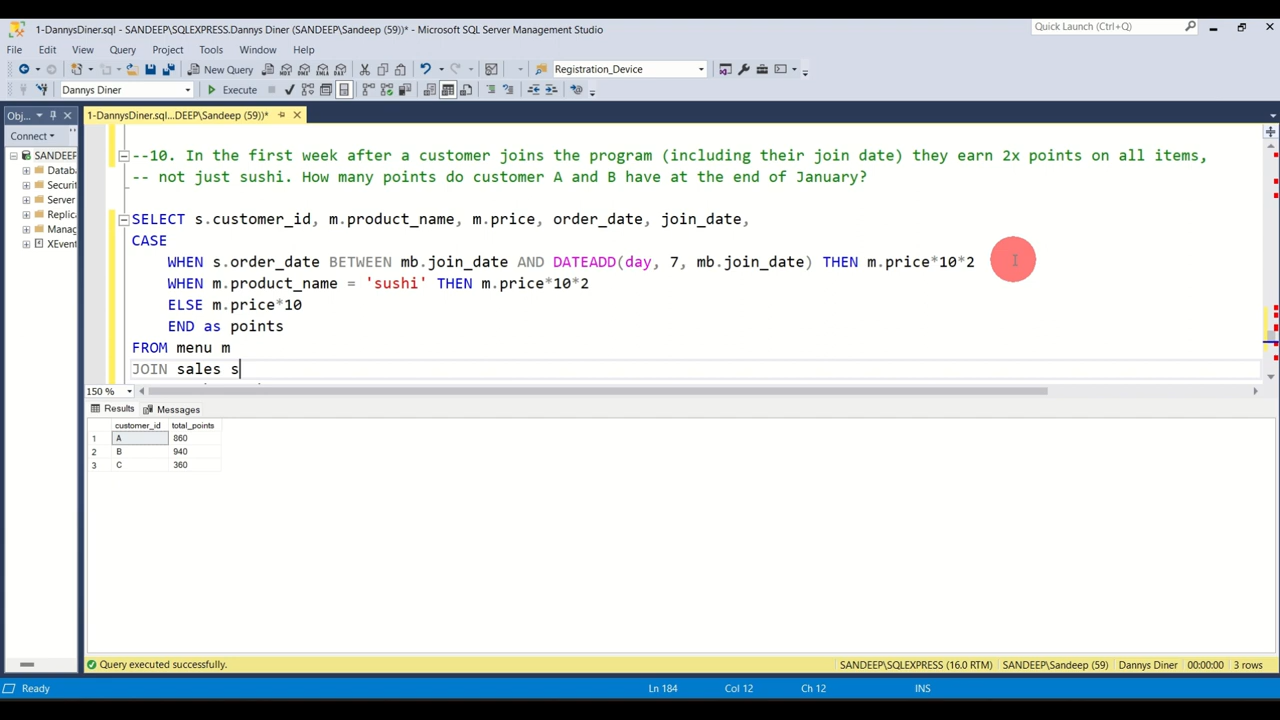 1-DannysDiner.sql - SANDEEP\SQLEXPRESS.Dannys Diner (SANDEEP\Sandeep (59))* - Microsoft SQL Server Management Studio
Quick Launch (Ctrl+Q)
File Edit View Query Project Tools Window Help
New Query MDX DMX XMLA DAX Registration_Device
Dannys Diner Execute
Obj... 1-DannysDiner.sql...DEEP\Sandeep (59))*
Connect
SANDEEP
Databa
Securit
Server
Replica
Manag
XEvent
--10. In the first week after a customer joins the program (including their join date) they earn 2x points on all items,
-- not just sushi. How many points do customer A and B have at the end of January?
SELECT s.customer_id, m.product_name, m.price, order_date, join_date,
CASE
WHEN s.order_date BETWEEN mb.join_date AND DATEADD(day, 7, mb.join_date) THEN m.price*10*2
WHEN m.product_name = 'sushi' THEN m.price*10*2
ELSE m.price*10
END as points
FROM menu m
JOIN sales s
150 %
Results Messages
customer_id total_points
1 A 860
2 B 940
3 C 360
Query executed successfully. SANDEEP\SQLEXPRESS (16.0 RTM) SANDEEP\Sandeep (59) Dannys Diner 00:00:00 3 rows
Ready Ln 184 Col 12 Ch 12 INS